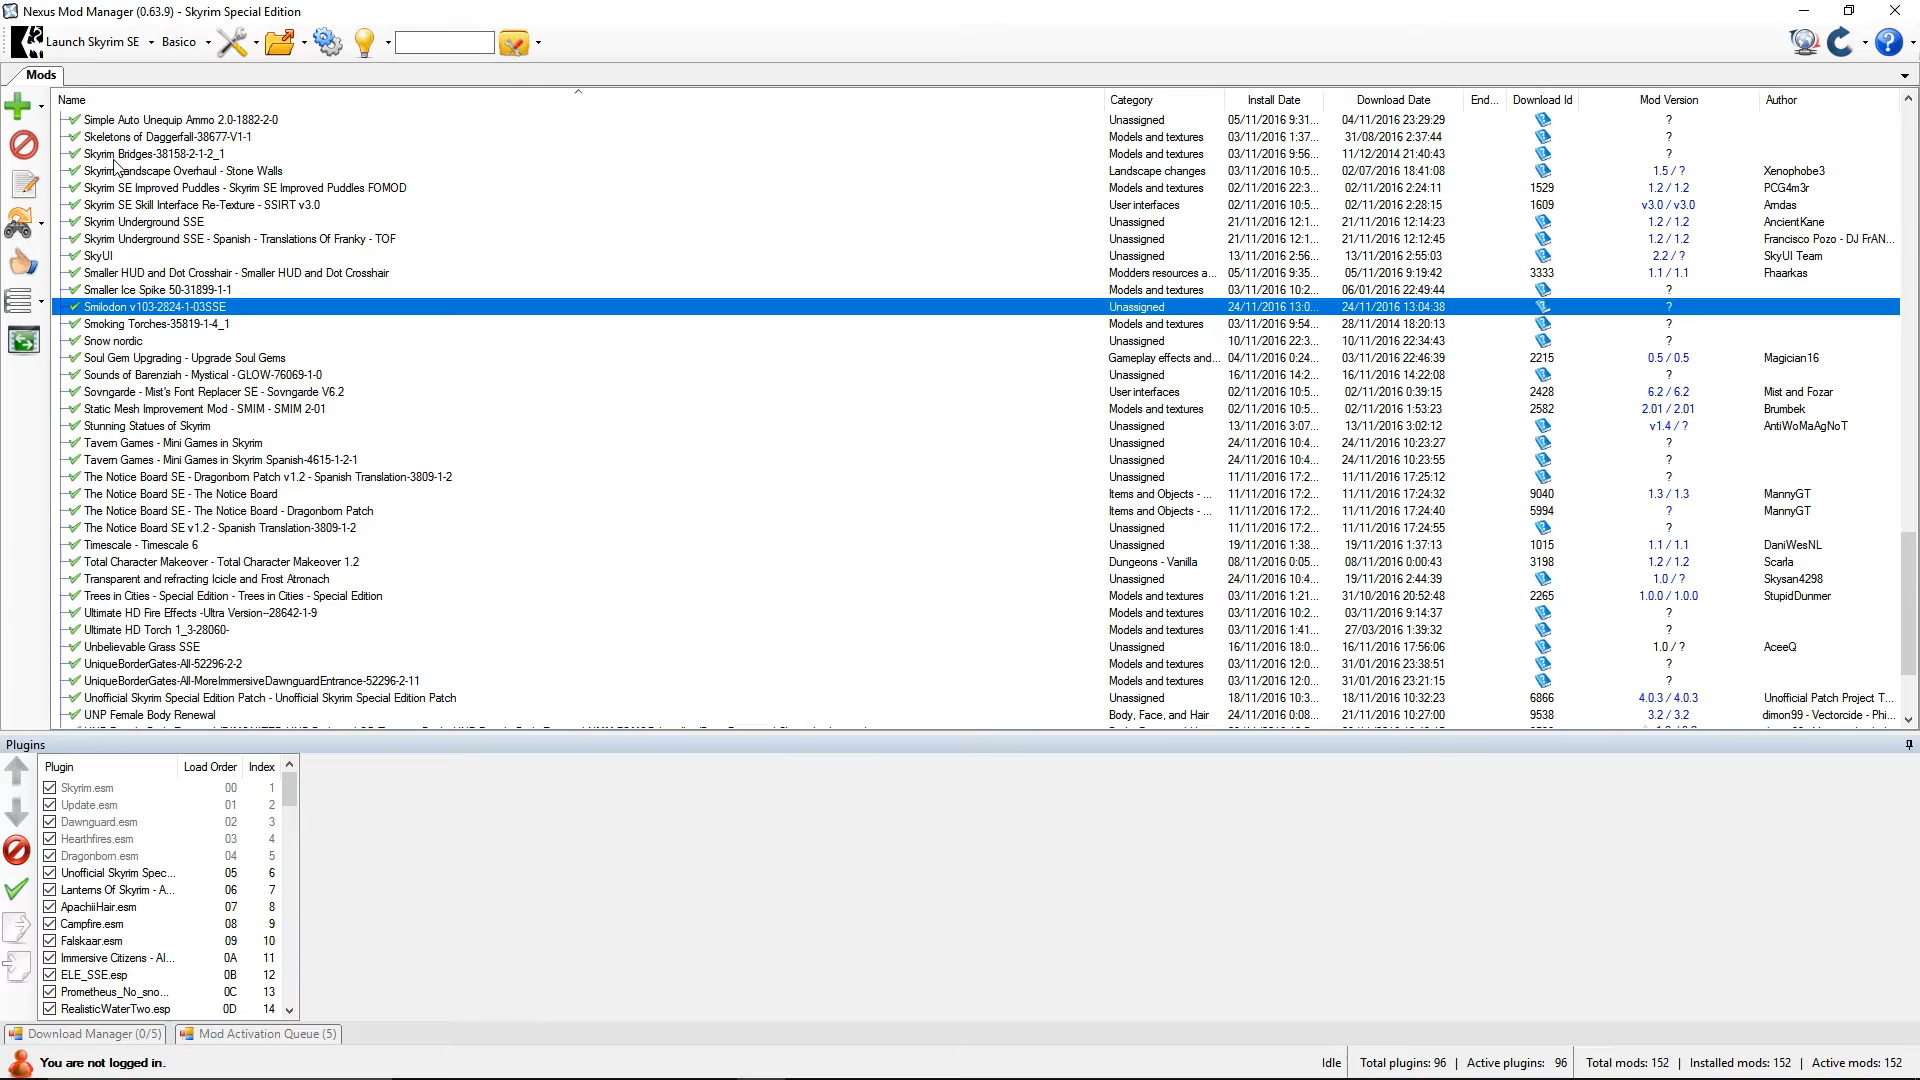 Nexus Mod Manager (0.63.9) - Skyrim Special Edition
Launch Skyrim SE Basico
Mods
Name Category Install Date Download Date End... Download Id Mod Version Author
Simple Auto Unequip Ammo 2.0-1882-2-0 Unassigned 05/11/2016 9:31... 04/11/2016 23:29:29 ?
Skeletons of Daggerfall-38677-V1-1 Models and textures 03/11/2016 1:37... 31/08/2016 2:37:44 ?
Skyrim Bridges-38158-2-1-2_1 Models and textures 03/11/2016 9:56... 11/12/2014 21:40:43 ?
Skyrim Landscape Overhaul - Stone Walls Landscape changes 03/11/2016 10:5... 02/07/2016 18:41:08 1.5 / ? Xenophobe3
Skyrim SE Improved Puddles - Skyrim SE Improved Puddles FOMOD Models and textures 02/11/2016 22:3... 02/11/2016 2:24:11 1529 1.2 / 1.2 PCG4m3r
Skyrim SE Skill Interface Re-Texture - SSIRT v3.0 User interfaces 02/11/2016 10:5... 02/11/2016 2:28:15 1609 v3.0 / v3.0 Arndas
Skyrim Underground SSE Unassigned 21/11/2016 12:1... 21/11/2016 12:14:23 1.2 / 1.2 AncientKane
Skyrim Underground SSE - Spanish - Translations Of Franky - TOF Unassigned 21/11/2016 12:1... 21/11/2016 12:12:45 1.2 / 1.2 Francisco Pozo - DJ FrAN...
SkyUI Unassigned 13/11/2016 2:56... 13/11/2016 2:55:03 2.2 / ? SkyUI Team
Smaller HUD and Dot Crosshair - Smaller HUD and Dot Crosshair Modders resources a... 05/11/2016 9:35... 05/11/2016 9:19:42 3333 1.1 / 1.1 Fhaarkas
Smaller Ice Spike 50-31899-1-1 Models and textures 03/11/2016 10:2... 06/01/2016 22:49:44 ?
Smilodon v103-2824-1-03SSE Unassigned 24/11/2016 13:0... 24/11/2016 13:04:38 ?
Smoking Torches-35819-1-4_1 Models and textures 03/11/2016 9:54... 28/11/2014 18:20:13 ?
Snow nordic Unassigned 10/11/2016 22:3... 10/11/2016 22:34:43 ?
Soul Gem Upgrading - Upgrade Soul Gems Gameplay effects and... 04/11/2016 0:24... 03/11/2016 22:46:39 2215 0.5 / 0.5 Magician16
Sounds of Barenziah - Mystical - GLOW-76069-1-0 Unassigned 16/11/2016 14:2... 16/11/2016 14:22:08 ?
Sovngarde - Mist's Font Replacer SE - Sovngarde V6.2 User interfaces 02/11/2016 10:5... 02/11/2016 0:39:15 2428 6.2 / 6.2 Mist and Fozar
Static Mesh Improvement Mod - SMIM - SMIM 2-01 Models and textures 02/11/2016 10:5... 02/11/2016 1:53:23 2582 2.01 / 2.01 Brumbek
Stunning Statues of Skyrim Unassigned 13/11/2016 3:07... 13/11/2016 3:02:12 v1.4 / ? AntiWoMaAgNoT
Tavern Games - Mini Games in Skyrim Unassigned 24/11/2016 10:4... 24/11/2016 10:23:27 ?
Tavern Games - Mini Games in Skyrim Spanish-4615-1-2-1 Unassigned 24/11/2016 10:4... 24/11/2016 10:23:55 ?
The Notice Board SE - Dragonborn Patch v1.2 - Spanish Translation-3809-1-2 Unassigned 11/11/2016 17:2... 11/11/2016 17:25:12 ?
The Notice Board SE - The Notice Board Items and Objects - ... 11/11/2016 17:2... 11/11/2016 17:24:32 9040 1.3 / 1.3 MannyGT
The Notice Board SE - The Notice Board - Dragonborn Patch Items and Objects - ... 11/11/2016 17:2... 11/11/2016 17:24:40 5994 ? MannyGT
The Notice Board SE v1.2 - Spanish Translation-3809-1-2 Unassigned 11/11/2016 17:2... 11/11/2016 17:24:55 ?
Timescale - Timescale 6 Unassigned 19/11/2016 1:38... 19/11/2016 1:37:13 1015 1.1 / 1.1 DaniWesNL
Total Character Makeover - Total Character Makeover 1.2 Dungeons - Vanilla 08/11/2016 0:05... 08/11/2016 0:00:43 3198 1.2 / 1.2 Scarla
Transparent and refracting Icicle and Frost Atronach Unassigned 24/11/2016 10:4... 19/11/2016 2:44:39 1.0 / ? Skysan4298
Trees in Cities - Special Edition - Trees in Cities - Special Edition Models and textures 03/11/2016 1:21... 31/10/2016 20:52:48 2265 1.0.0 / 1.0.0 StupidDunmer
Ultimate HD Fire Effects -Ultra Version--28642-1-9 Models and textures 03/11/2016 10:2... 03/11/2016 9:14:37 ?
Ultimate HD Torch 1_3-28060- Models and textures 03/11/2016 1:41... 27/03/2016 1:39:32 ?
Unbelievable Grass SSE Unassigned 16/11/2016 18:0... 16/11/2016 17:56:06 1.0 / ? AceeQ
UniqueBorderGates-All-52296-2-2 Models and textures 03/11/2016 12:0... 31/01/2016 23:38:51 ?
UniqueBorderGates-All-MoreImmersiveDawnguardEntrance-52296-2-11 Models and textures 03/11/2016 12:0... 31/01/2016 23:21:15 ?
Unofficial Skyrim Special Edition Patch - Unofficial Skyrim Special Edition Patch Unassigned 18/11/2016 10:3... 18/11/2016 10:32:23 6866 4.0.3 / 4.0.3 Unofficial Patch Project T...
UNP Female Body Renewal Body, Face, and Hair 24/11/2016 0:08... 21/11/2016 10:27:00 9538 3.2 / 3.2 dimon99 - Vectorcide - Phi...
Plugins
Plugin Load Order Index
Skyrim.esm 00 1
Update.esm 01 2
Dawnguard.esm 02 3
Hearthfires.esm 03 4
Dragonborn.esm 04 5
Unofficial Skyrim Spec... 05 6
Lanterns Of Skyrim - A... 06 7
ApachiiHair.esm 07 8
Campfire.esm 08 9
Falskaar.esm 09 10
Immersive Citizens - AI... 0A 11
ELE_SSE.esp 0B 12
Prometheus_No_sno... 0C 13
RealisticWaterTwo.esp 0D 14
Download Manager (0/5) Mod Activation Queue (5)
You are not logged in. Idle Total plugins: 96 | Active plugins: 96 Total mods: 152 | Installed mods: 152 | Active mods: 152